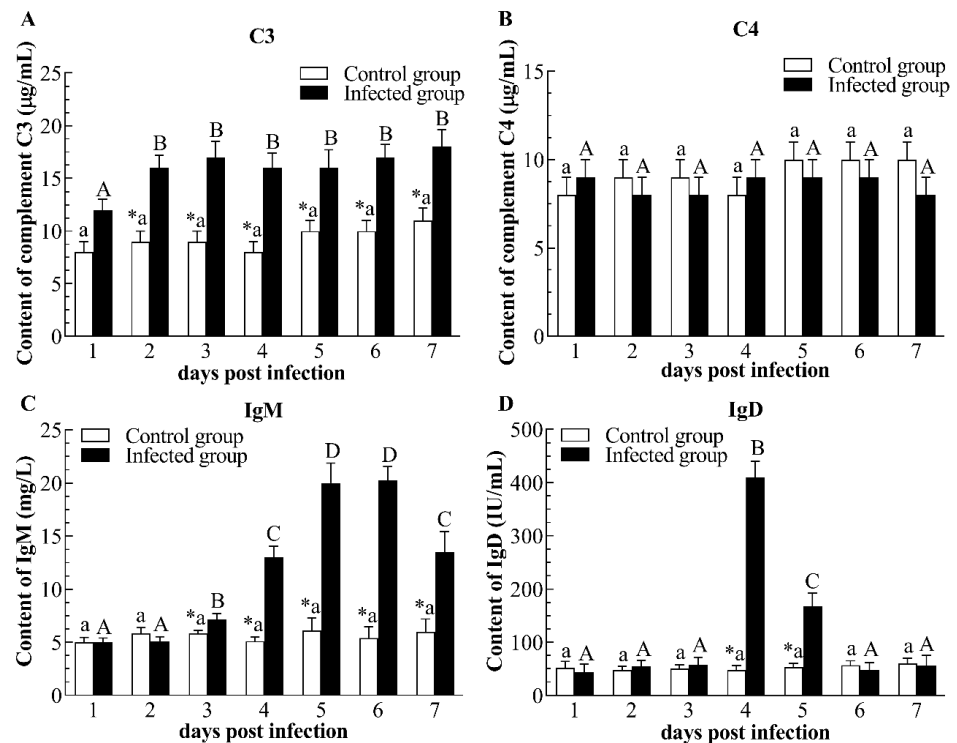 A
C3
Control group
Infected group
Content of complement C3 (μg/mL)
25
20
15
10
5
0
a A *a B *a B *a B *a B *a B *a B
1 2 3 4 5 6 7
days post infection
B
C4
Control group
Infected group
Content of complement C4 (μg/mL)
15
10
5
0
a A a A a A a A a A a A a A
1 2 3 4 5 6 7
days post infection
C
IgM
Control group
Infected group
Content of IgM (mg/L)
25
20
15
10
5
0
a A a A *a B *a C *a D *a D *a C
1 2 3 4 5 6 7
days post infection
D
IgD
Control group
Infected group
Content of IgD (IU/mL)
500
400
300
200
100
0
a A a A a A *a B *a C a A a A
1 2 3 4 5 6 7
days post infection